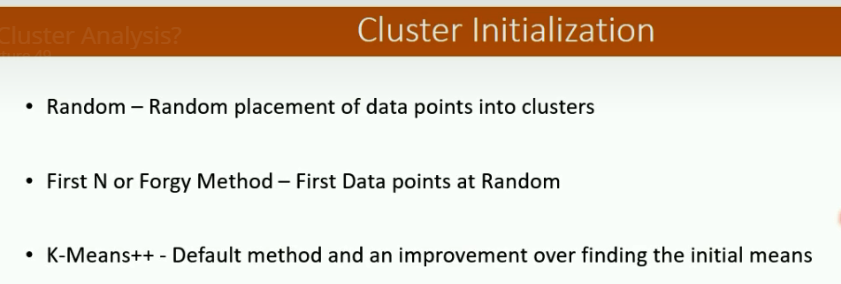 Cluster Analysis?
Cluster Initialization
• Random – Random placement of data points into clusters
• First N or Forgy Method – First Data points at Random
• K-Means++ - Default method and an improvement over finding the initial means